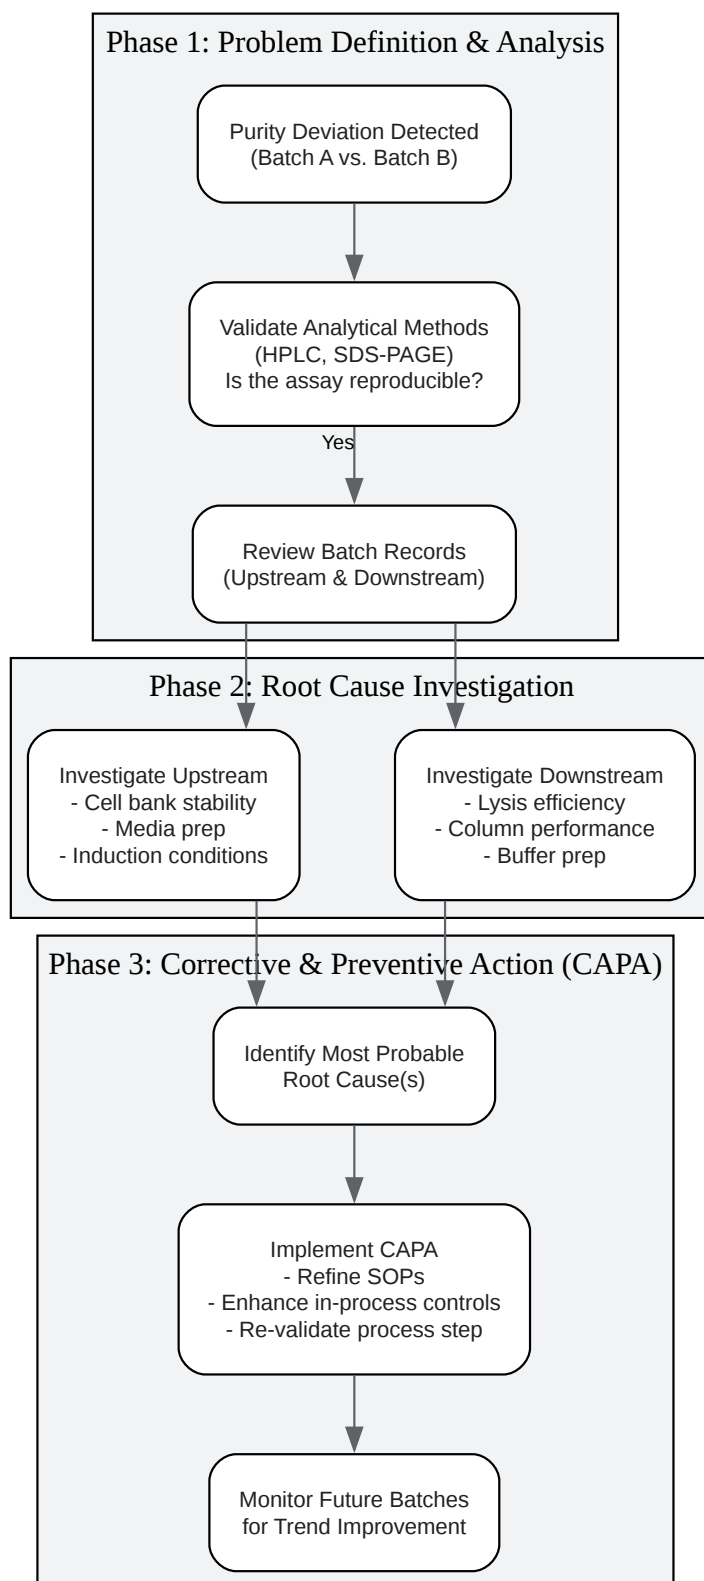 Phase 1: Problem Definition & Analysis
Purity Deviation Detected
(Batch A vs. Batch B)
Validate Analytical Methods
(HPLC, SDS-PAGE)
Is the assay reproducible?
Yes
Review Batch Records
(Upstream & Downstream)
Phase 2: Root Cause Investigation
Investigate Upstream
- Cell bank stability
- Media prep
- Induction conditions
Investigate Downstream
- Lysis efficiency
- Column performance
- Buffer prep
Phase 3: Corrective & Preventive Action (CAPA)
Identify Most Probable
Root Cause(s)
Implement CAPA
- Refine SOPs
- Enhance in-process controls
- Re-validate process step
Monitor Future Batches
for Trend Improvement